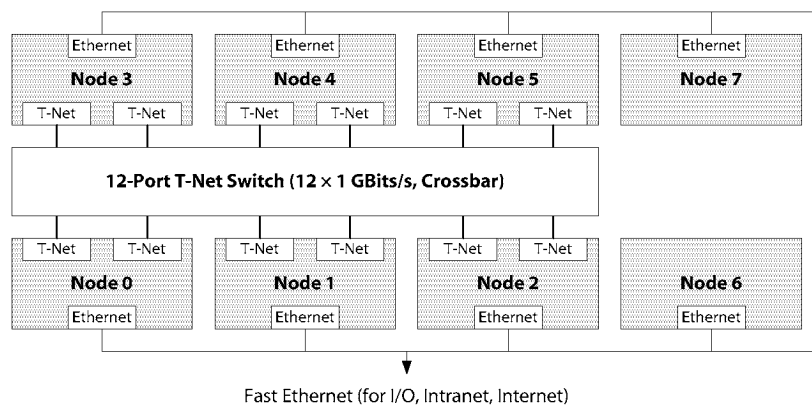 Ethernet Ethernet Ethernet Ethernet
Node 3 Node 4 Node 5 Node 7
T-Net T-Net T-Net T-Net T-Net T-Net
12-Port T-Net Switch (12 × 1 GBits/s, Crossbar)
T-Net T-Net T-Net T-Net T-Net T-Net
Node 0 Node 1 Node 2 Node 6
Ethernet Ethernet Ethernet Ethernet
Fast Ethernet (for I/O, Intranet, Internet)